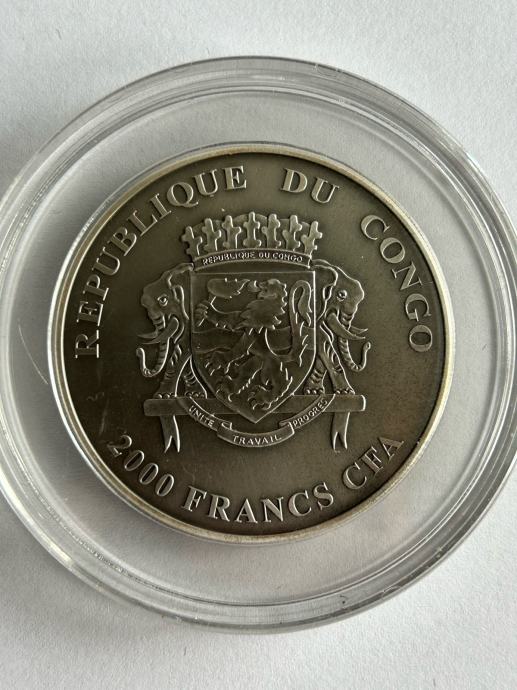 REPUBLIQUE DU CONGO
REPUBLIQUE DU CONGO
UNITE TRAVAIL PROGRES
2000 FRANCS CFA